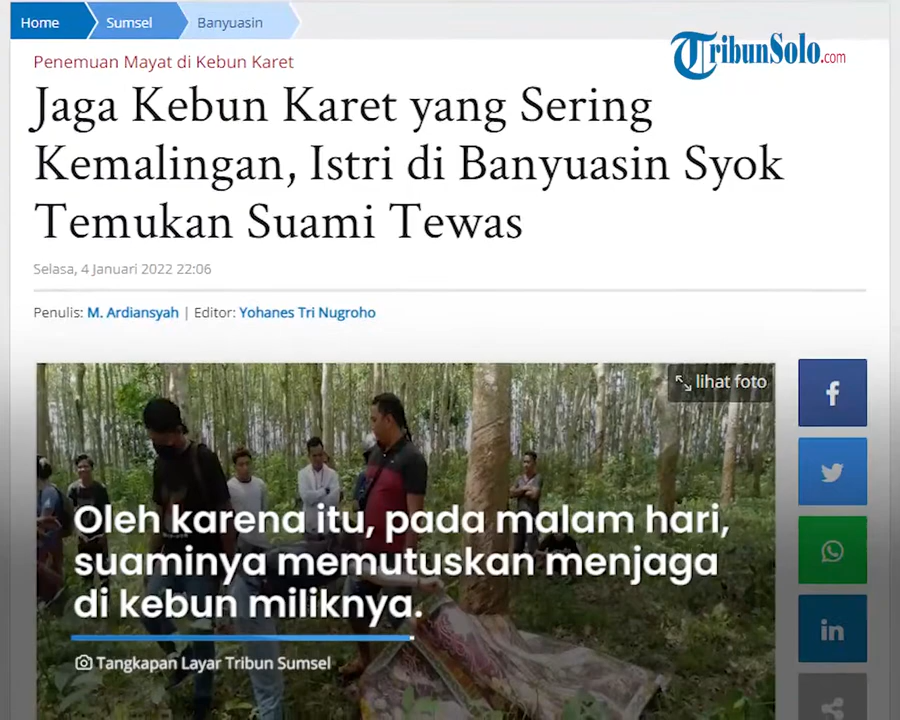 Home Sumsel Banyuasin
TribunSolo.com
Penemuan Mayat di Kebun Karet
Jaga Kebun Karet yang Sering
Kemalingan, Istri di Banyuasin Syok
Temukan Suami Tewas
Selasa, 4 Januari 2022 22:06
Penulis: M. Ardiansyah | Editor: Yohanes Tri Nugroho
lihat foto
Oleh karena itu, pada malam hari,
suaminya memutuskan menjaga
di kebun miliknya.
Tangkapan Layar Tribun Sumsel